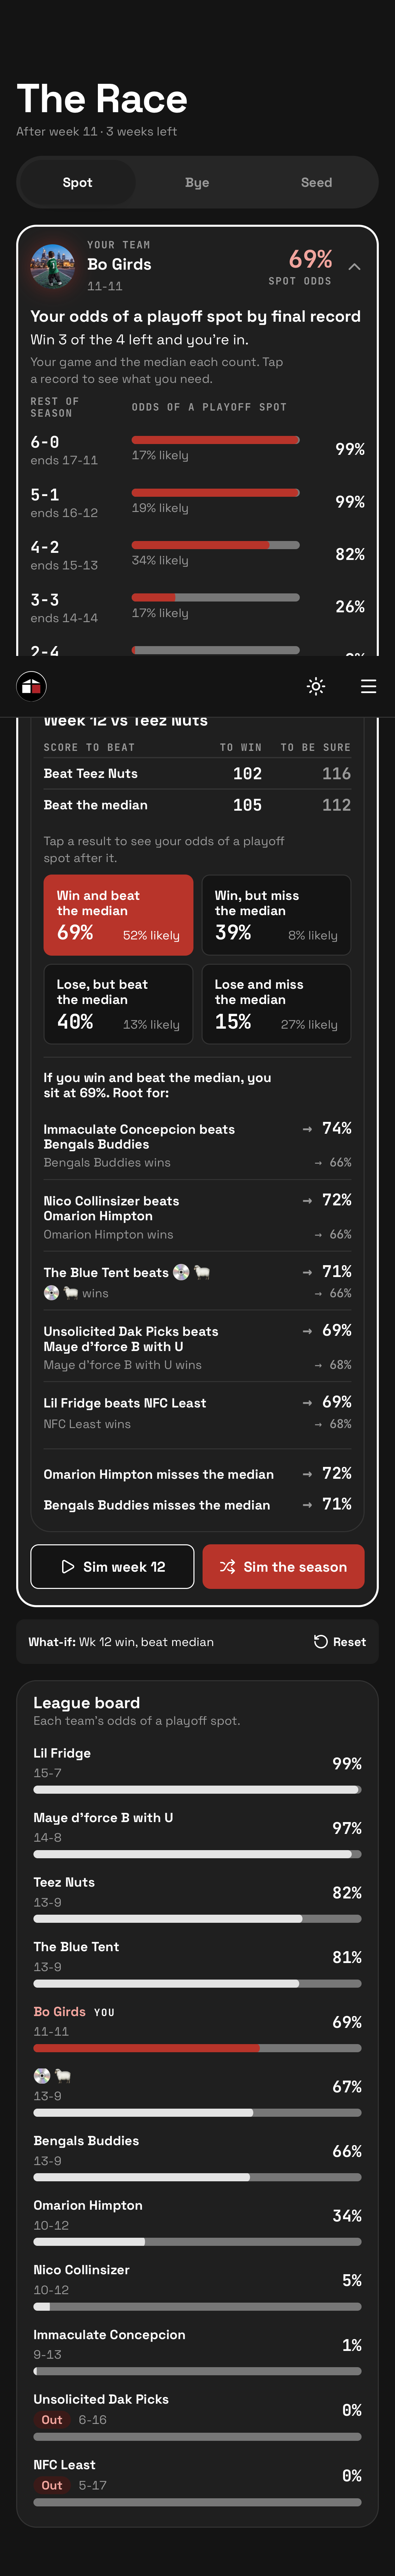 The Race
After week 11 · 3 weeks left
Spot
Bye
Seed
YOUR TEAM
Bo Girds
11-11
69%
SPOT ODDS
Your odds of a playoff spot by final record
Win 3 of the 4 left and you're in.
Your game and the median each count. Tap
a record to see what you need.
REST OF
SEASON
ODDS OF A PLAYOFF SPOT
6-0
ends 17-11
17% likely
99%
5-1
ends 16-12
19% likely
99%
4-2
ends 15-13
34% likely
82%
3-3
ends 14-14
17% likely
26%
2-4
Week 12 vs Teez Nuts
SCORE TO BEAT
TO WIN
TO BE SURE
Beat Teez Nuts
102
116
Beat the median
105
112
Tap a result to see your odds of a playoff
spot after it.
Win and beat
the median
69%
52% likely
Win, but miss
the median
39%
8% likely
Lose, but beat
the median
40%
13% likely
Lose and miss
the median
15%
27% likely
If you win and beat the median, you
sit at 69%. Root for:
Immaculate Concepcion beats
Bengals Buddies
→ 74%
Bengals Buddies wins
→ 66%
Nico Collinsizer beats
Omarion Himpton
→ 72%
Omarion Himpton wins
→ 66%
The Blue Tent beats 💿 🐑
→ 71%
💿 🐑 wins
→ 66%
Unsolicited Dak Picks beats
Maye d'force B with U
→ 69%
Maye d'force B with U wins
→ 68%
Lil Fridge beats NFC Least
→ 69%
NFC Least wins
→ 68%
Omarion Himpton misses the median
→ 72%
Bengals Buddies misses the median
→ 71%
Sim week 12
Sim the season
What-if: Wk 12 win, beat median
Reset
League board
Each team's odds of a playoff spot.
Lil Fridge
15-7
99%
Maye d'force B with U
14-8
97%
Teez Nuts
13-9
82%
The Blue Tent
13-9
81%
Bo Girds YOU
11-11
69%
💿 🐑
13-9
67%
Bengals Buddies
13-9
66%
Omarion Himpton
10-12
34%
Nico Collinsizer
10-12
5%
Immaculate Concepcion
9-13
1%
Unsolicited Dak Picks
Out 6-16
0%
NFC Least
Out 5-17
0%